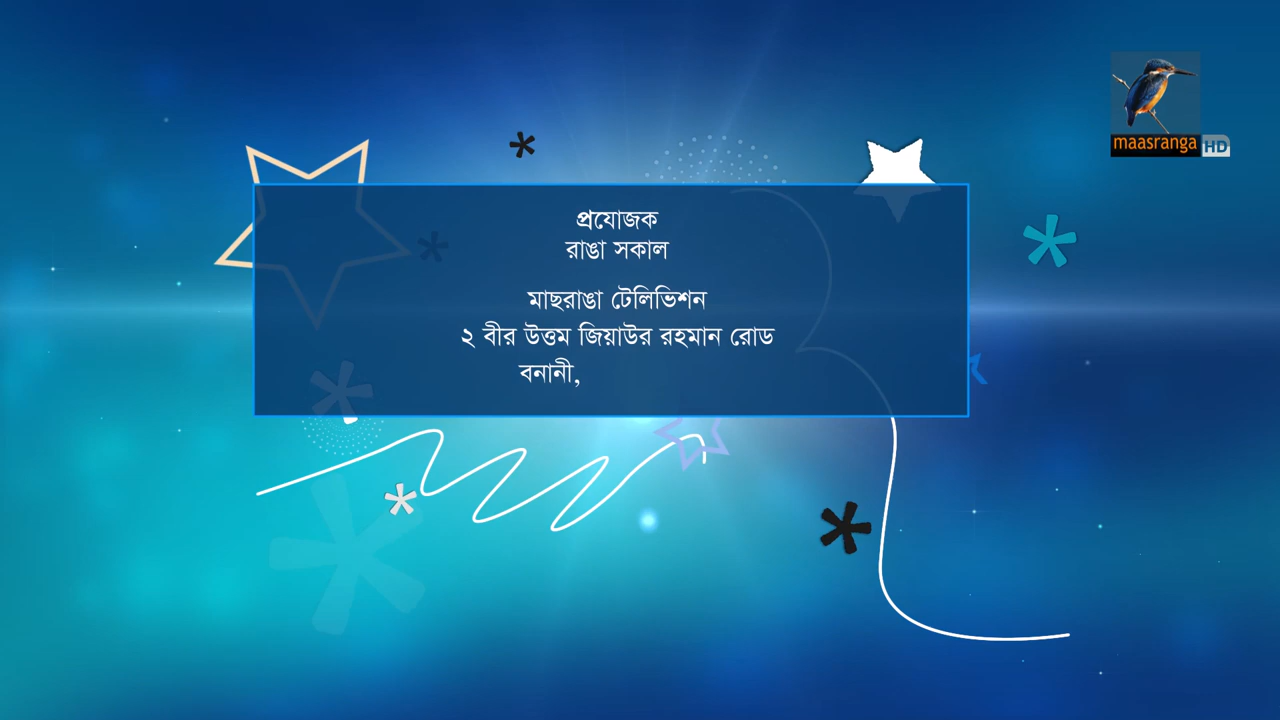 maasranga HD
প্রযোজক
রাঙা সকাল
মাছরাঙা টেলিভিশন
২ বীর উত্তম জিয়াউর রহমান রোড
বনানী,